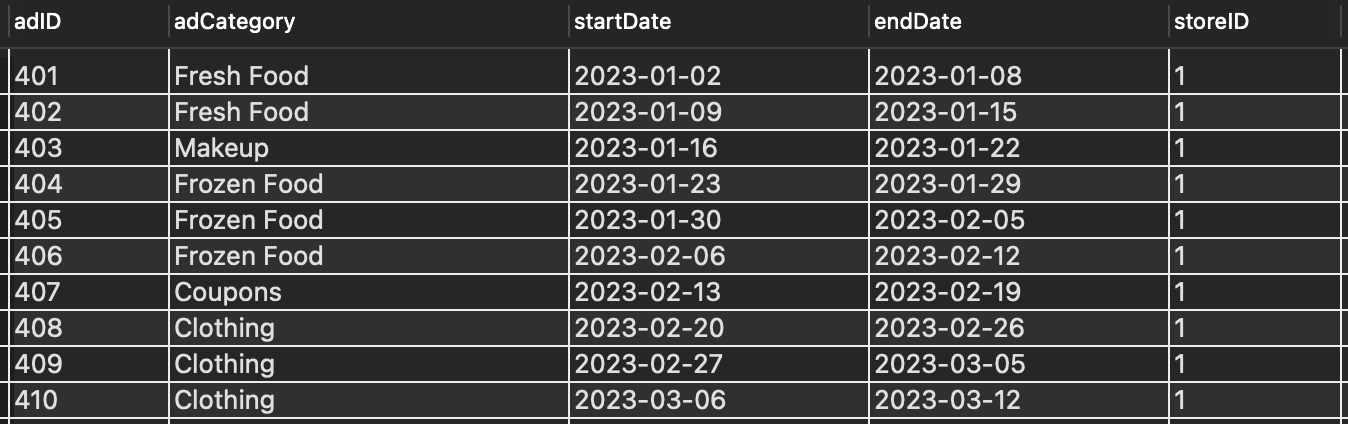 adID adCategory startDate endDate storeID
401 Fresh Food 2023-01-02 2023-01-08 1
402 Fresh Food 2023-01-09 2023-01-15 1
403 Makeup 2023-01-16 2023-01-22 1
404 Frozen Food 2023-01-23 2023-01-29 1
405 Frozen Food 2023-01-30 2023-02-05 1
406 Frozen Food 2023-02-06 2023-02-12 1
407 Coupons 2023-02-13 2023-02-19 1
408 Clothing 2023-02-20 2023-02-26 1
409 Clothing 2023-02-27 2023-03-05 1
410 Clothing 2023-03-06 2023-03-12 1